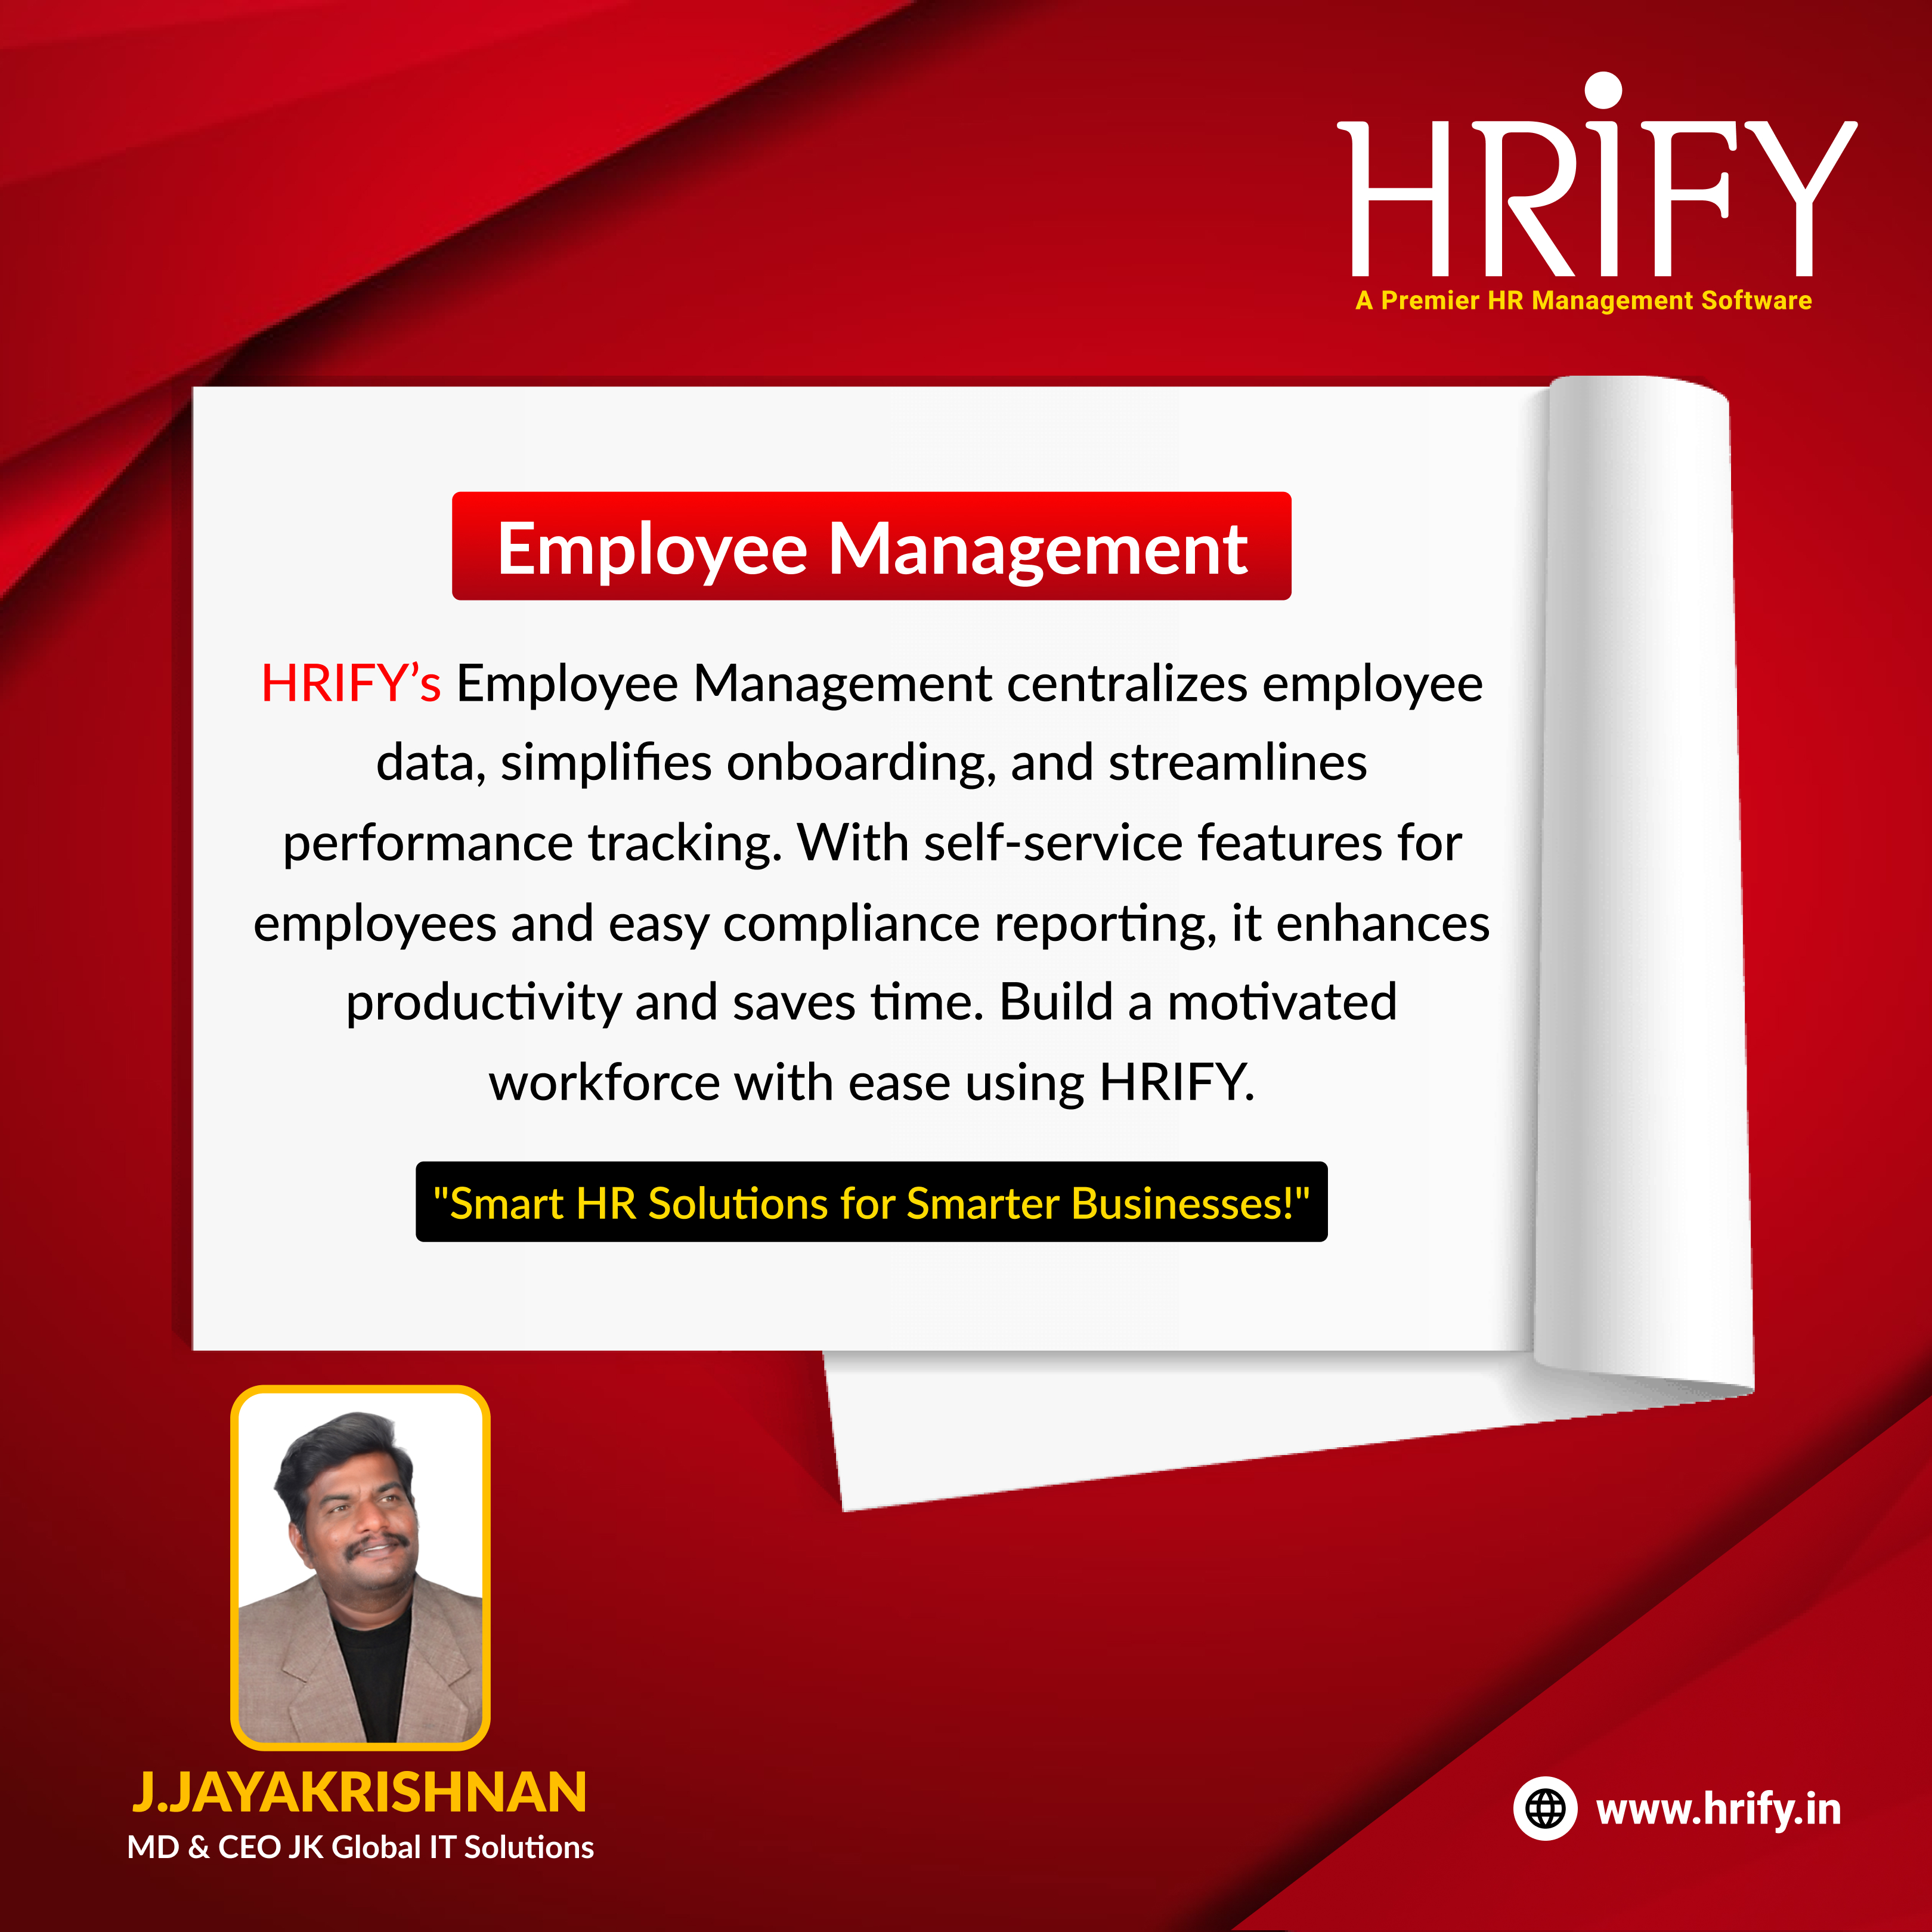 HRiFY
A Premier HR Management Software
Employee Management
HRIFY’s Employee Management centralizes employee
data, simplifies onboarding, and streamlines
performance tracking. With self-service features for
employees and easy compliance reporting, it enhances
productivity and saves time. Build a motivated
workforce with ease using HRIFY.
"Smart HR Solutions for Smarter Businesses!"
J.JAYAKRISHNAN
MD & CEO JK Global IT Solutions
www.hrify.in